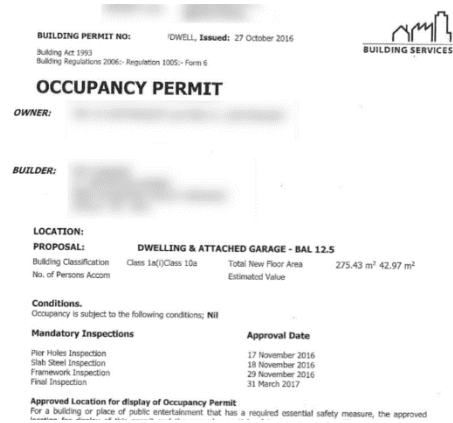 BUILDING PERMIT NO: /DWELL, Issued: 27 October 2016
BUILDING SERVICES
Building Act 1993
Building Regulations 2006:- Regulation 1005:- Form 6
OCCUPANCY PERMIT
OWNER:
BUILDER:
LOCATION:
PROPOSAL: DWELLING & ATTACHED GARAGE - BAL 12.5
Building Classification Class 1a(i)Class 10a Total New Floor Area 275.43 m² 42.97 m²
No. of Persons Accom Estimated Value
Conditions.
Occupancy is subject to the following conditions; Nil
Mandatory Inspections Approval Date
Pier Holes Inspection 17 November 2016
Slab Steel Inspection 18 November 2016
Framework Inspection 29 November 2016
Final Inspection 31 March 2017
Approved Location for display of Occupancy Permit
For a building or place of public entertainment that has a required essential safety measure, the approved